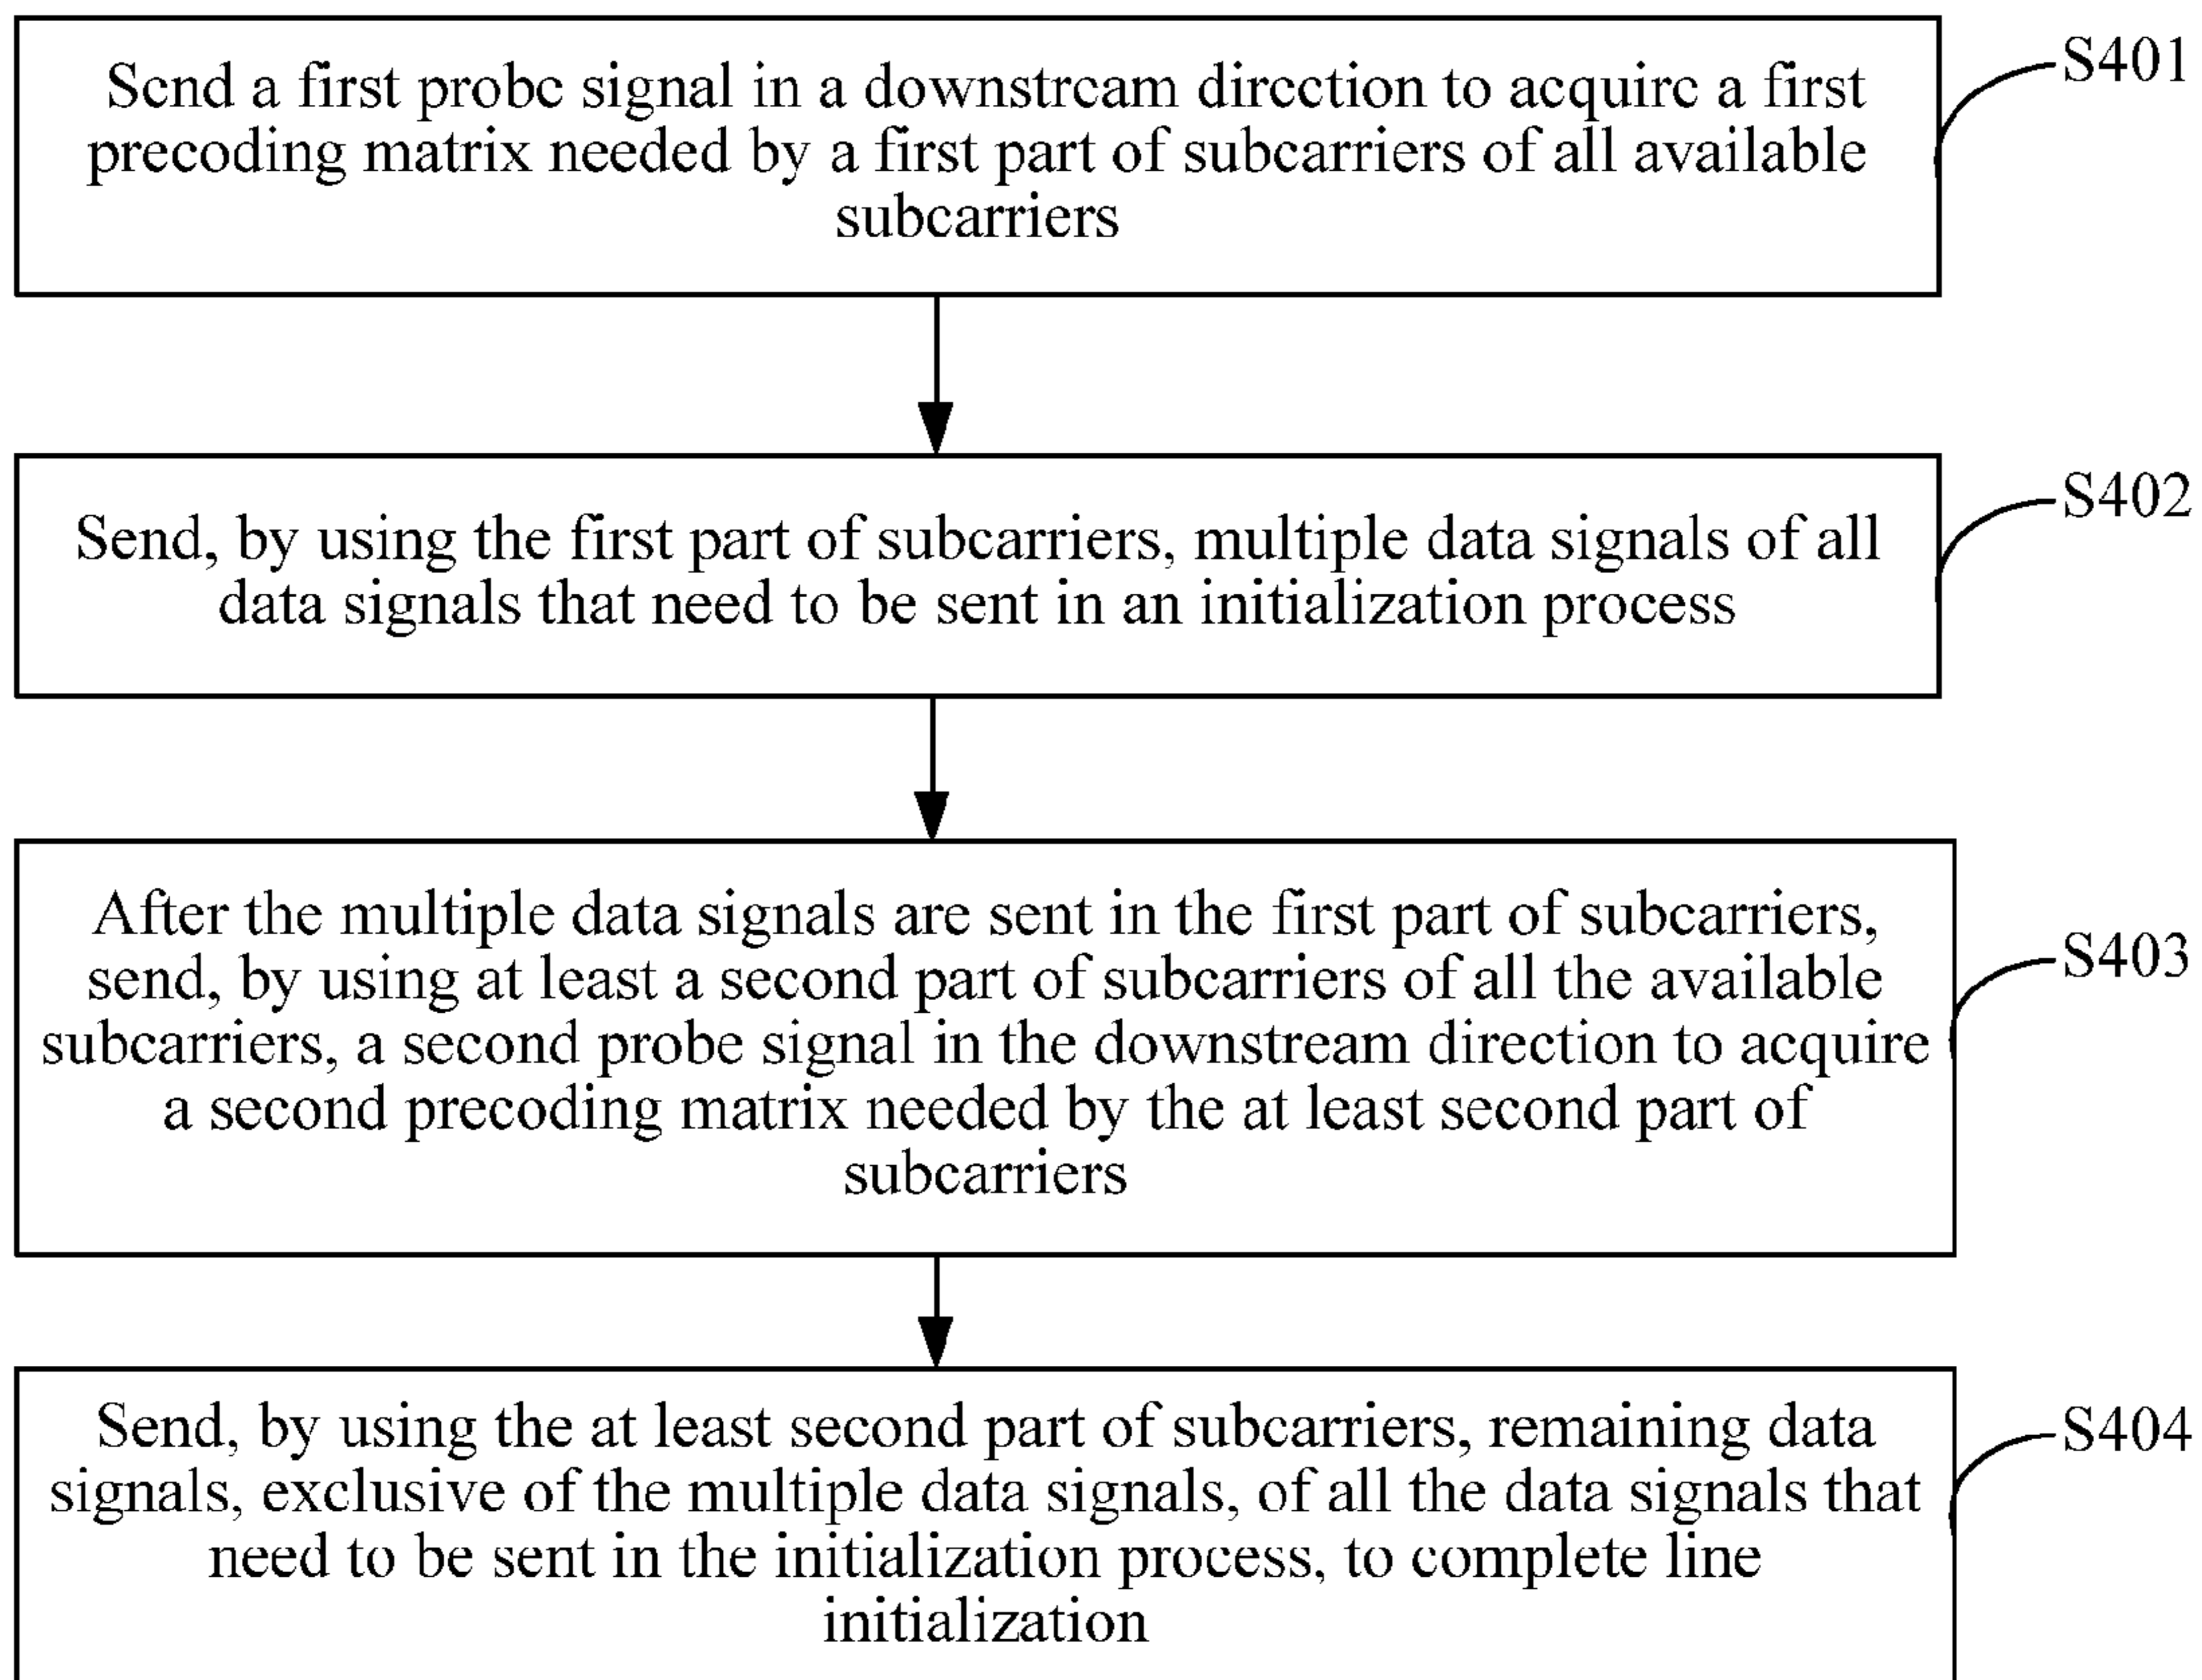 Send a first probe signal in a downstream direction to acquire a first
precoding matrix needed by a first part of subcarriers of all available
subcarriers
S401
Send, by using the first part of subcarriers, multiple data signals of all
data signals that need to be sent in an initialization process
S402
After the multiple data signals are sent in the first part of subcarriers,
send, by using at least a second part of subcarriers of all the available
subcarriers, a second probe signal in the downstream direction to acquire
a second precoding matrix needed by the at least second part of
subcarriers
S403
Send, by using the at least second part of subcarriers, remaining data
signals, exclusive of the multiple data signals, of all the data signals that
need to be sent in the initialization process, to complete line
initialization
S404